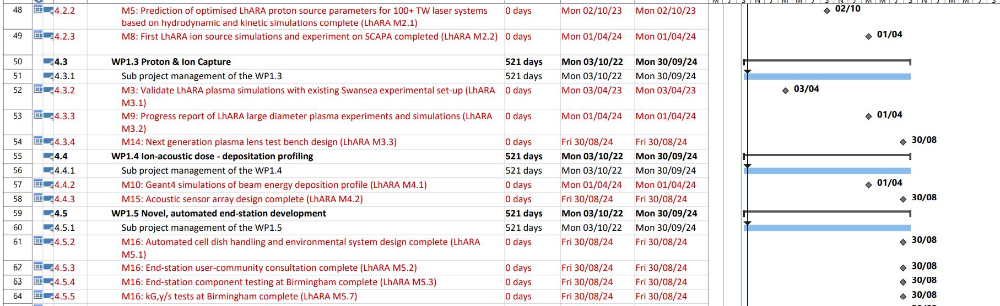 M J S N J M M J S N J M M J S N J M M J S
48 4.2.2 M5: Prediction of optimised LhARA proton source parameters for 100+ TW laser systems 0 days Mon 02/10/23 Mon 02/10/23 02/10
based on hydrodynamic and kinetic simulations complete (LhARA M2.1)
49 4.2.3 M8: First LhARA ion source simulations and experiment on SCAPA completed (LhARA M2.2) 0 days Mon 01/04/24 Mon 01/04/24 01/04
50 4.3 WP1.3 Proton & Ion Capture 521 days Mon 03/10/22 Mon 30/09/24
51 4.3.1 Sub project management of the WP1.3 521 days Mon 03/10/22 Mon 30/09/24
52 4.3.2 M3: Validate LhARA plasma simulations with existing Swansea experimental set-up (LhARA 0 days Mon 03/04/23 Mon 03/04/23 03/04
M3.1)
53 4.3.3 M9: Progress report of LhARA large diameter plasma experiments and simulations (LhARA 0 days Mon 01/04/24 Mon 01/04/24 01/04
M3.2)
54 4.3.4 M14: Next generation plasma lens test bench design (LhARA M3.3) 0 days Fri 30/08/24 Fri 30/08/24 30/08
55 4.4 WP1.4 Ion-acoustic dose - depositation profiling 521 days Mon 03/10/22 Mon 30/09/24
56 4.4.1 Sub project management of the WP1.4 521 days Mon 03/10/22 Mon 30/09/24
57 4.4.2 M10: Geant4 simulations of beam energy deposition profile (LhARA M4.1) 0 days Mon 01/04/24 Mon 01/04/24 01/04
58 4.4.3 M15: Acoustic sensor array design complete (LhARA M4.2) 0 days Fri 30/08/24 Fri 30/08/24 30/08
59 4.5 WP1.5 Novel, automated end-station development 521 days Mon 03/10/22 Mon 30/09/24
60 4.5.1 Sub project management of the WP1.5 521 days Mon 03/10/22 Mon 30/09/24
61 4.5.2 M16: Automated cell dish handling and environmental system design complete (LhARA 0 days Fri 30/08/24 Fri 30/08/24 30/08
M5.1)
62 4.5.3 M16: End-station user-community consultation complete (LhARA M5.2) 0 days Fri 30/08/24 Fri 30/08/24 30/08
63 4.5.4 M16: End-station component testing at Birmingham complete (LhARA M5.3) 0 days Fri 30/08/24 Fri 30/08/24 30/08
64 4.5.5 M16: kG,y/s tests at Birmingham complete (LhARA M5.7) 0 days Fri 30/08/24 Fri 30/08/24 30/08